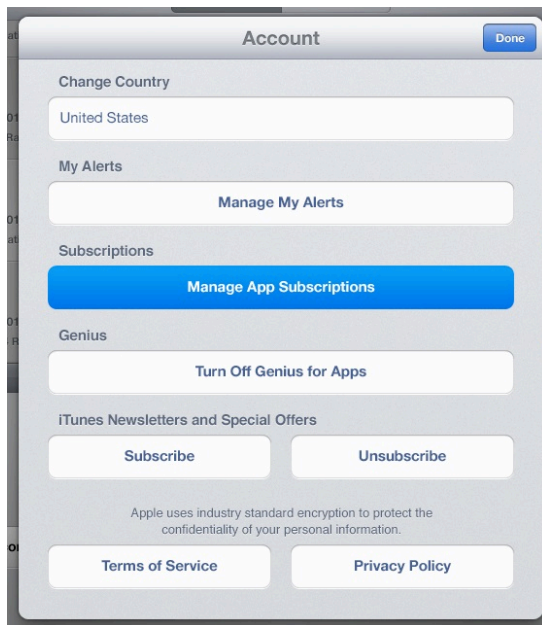 Account
Done
Change Country
United States
My Alerts
Manage My Alerts
Subscriptions
Manage App Subscriptions
Genius
Turn Off Genius for Apps
iTunes Newsletters and Special Offers
Subscribe
Unsubscribe
Apple uses industry standard encryption to protect the
confidentiality of your personal information.
Terms of Service
Privacy Policy